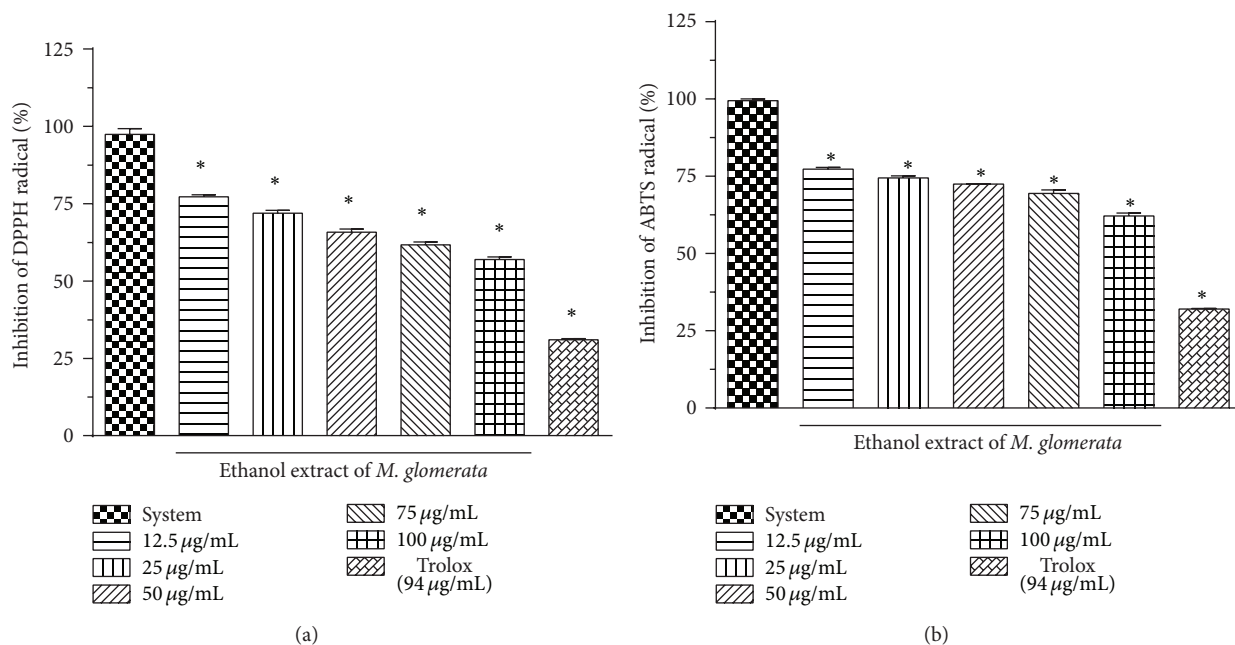 125
100
75
50
25
0
Inhibition of DPPH radical (%)
*
*
*
*
*
*
Ethanol extract of M. glomerata
System
12.5 μg/mL
25 μg/mL
50 μg/mL
75 μg/mL
100 μg/mL
Trolox
(94 μg/mL)
(a)
125
100
75
50
25
0
Inhibition of ABTS radical (%)
*
*
*
*
*
*
Ethanol extract of M. glomerata
System
12.5 μg/mL
25 μg/mL
50 μg/mL
75 μg/mL
100 μg/mL
Trolox
(94 μg/mL)
(b)